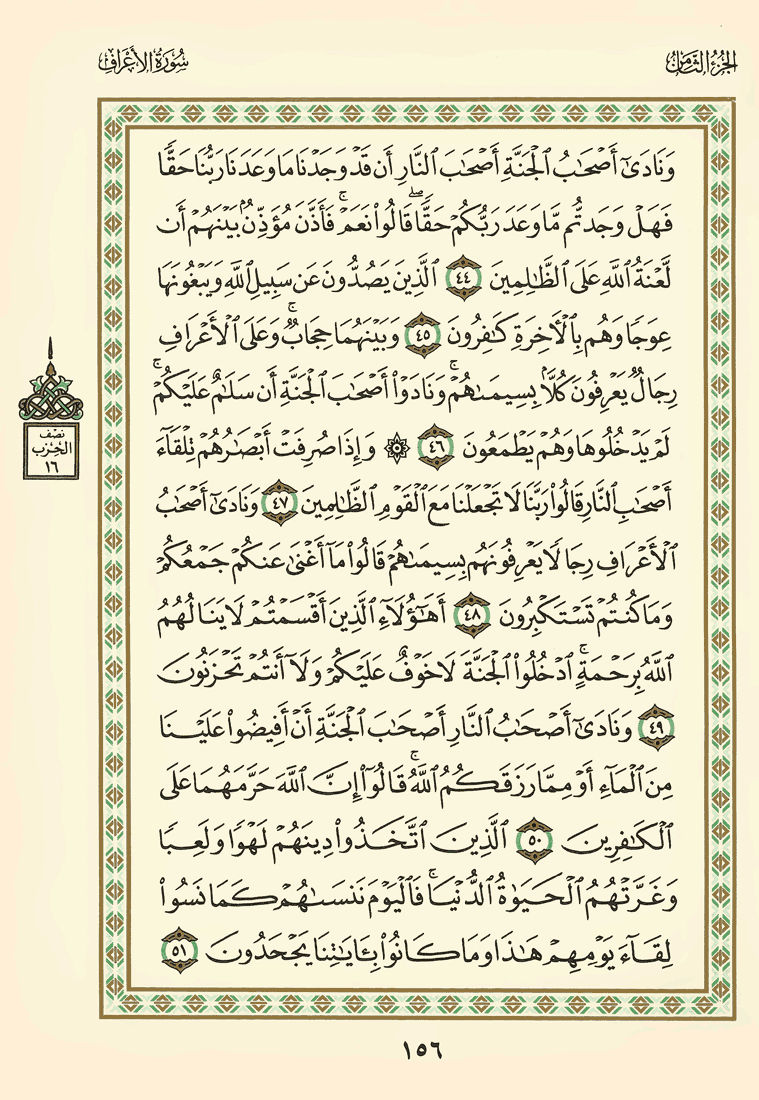 الجزء الثامن
سورة الأعراف
وَنَادَىٰٓ أَصْحَٰبُ ٱلْجَنَّةِ أَصْحَٰبَ ٱلنَّارِ أَن قَدْ وَجَدْنَا مَا وَعَدَنَا رَبُّنَا حَقًّا
فَهَلْ وَجَدتُّم مَّا وَعَدَ رَبُّكُمْ حَقًّا ۖ قَالُوا۟ نَعَمْ ۚ فَأَذَّنَ مُؤَذِّنٌۢ بَيْنَهُمْ أَن
لَّعْنَةُ ٱللَّهِ عَلَى ٱلظَّٰلِمِينَ ٤٤ ٱلَّذِينَ يَصُدُّونَ عَن سَبِيلِ ٱللَّهِ وَيَبْغُونَهَا
عِوَجًا وَهُم بِٱلْأَخِرَةِ كَٰفِرُونَ ٤٥ وَبَيْنَهُمَا حِجَابٌ ۚ وَعَلَى ٱلْأَعْرَافِ
رِجَالٌ يَعْرِفُونَ كُلًّۢا بِسِيمَىٰهُمْ ۚ وَنَادَوْا۟ أَصْحَٰبَ ٱلْجَنَّةِ أَن سَلَٰمٌ عَلَيْكُمْ ۚ
لَمْ يَدْخُلُوهَا وَهُمْ يَطْمَعُونَ ٤٦ ۞ وَإِذَا صُرِفَتْ أَبْصَٰرُهُمْ تِلْقَآءَ
أَصْحَٰبِ ٱلنَّارِ قَالُوا۟ رَبَّنَا لَا تَجْعَلْنَا مَعَ ٱلْقَوْمِ ٱلظَّٰلِمِينَ ٤٧ وَنَادَىٰٓ أَصْحَٰبُ
ٱلْأَعْرَافِ رِجَالًا يَعْرِفُونَهُم بِسِيمَىٰهُمْ قَالُوا۟ مَآ أَغْنَىٰ عَنكُمْ جَمْعُكُمْ
وَمَا كُنتُمْ تَسْتَكْبِرُونَ ٤٨ أَهَٰٓؤُلَآءِ ٱلَّذِينَ أَقْسَمْتُمْ لَا يَنَالُهُمُ
ٱللَّهُ بِرَحْمَةٍ ۚ ٱدْخُلُوا۟ ٱلْجَنَّةَ لَا خَوْفٌ عَلَيْكُمْ وَلَآ أَنتُمْ تَحْزَنُونَ
٤٩ وَنَادَىٰٓ أَصْحَٰبُ ٱلنَّارِ أَصْحَٰبَ ٱلْجَنَّةِ أَنْ أَفِيضُوا۟ عَلَيْنَا
مِنَ ٱلْمَآءِ أَوْ مِمَّا رَزَقَكُمُ ٱللَّهُ ۚ قَالُوٓا۟ إِنَّ ٱللَّهَ حَرَّمَهُمَا عَلَى
ٱلْكَٰفِرِينَ ٥٠ ٱلَّذِينَ ٱتَّخَذُوا۟ دِينَهُمْ لَهْوًا وَلَعِبًا
وَغَرَّتْهُمُ ٱلْحَيَوٰةُ ٱلدُّنْيَا ۚ فَٱلْيَوْمَ نَنسَىٰهُمْ كَمَا نَسُوا۟
لِقَآءَ يَوْمِهِمْ هَٰذَا وَمَا كَانُوا۟ بِـَٔايَٰتِنَا يَجْحَدُونَ ٥١
نصف
الحزب
١٦
١٥٦